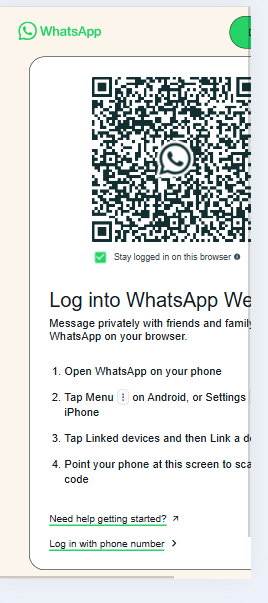 WhatsApp
Stay logged in on this browser
Log into WhatsApp We
Message privately with friends and family
WhatsApp on your browser.
1. Open WhatsApp on your phone
2. Tap Menu on Android, or Settings
iPhone
3. Tap Linked devices and then Link a de
4. Point your phone at this screen to sca
code
Need help getting started?
Log in with phone number